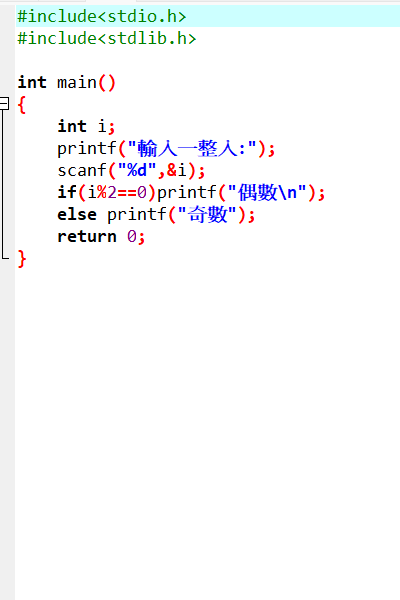 #include<stdio.h>
#include<stdlib.h>
int main()
{
int i;
printf("輸入一整入:");
scanf("%d",&i);
if(i%2==0)printf("偶數\n");
else printf("奇數");
return 0;
}